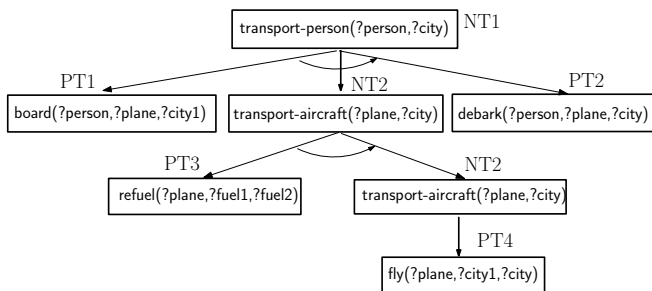 transport-person(?person,?city) NT1
PT1 NT2 PT2
board(?person,?plane,?city1) transport-aircraft(?plane,?city) debark(?person,?plane,?city)
PT3 NT2
refuel(?plane,?fuel1,?fuel2) transport-aircraft(?plane,?city)
PT4
fly(?plane,?city1,?city)